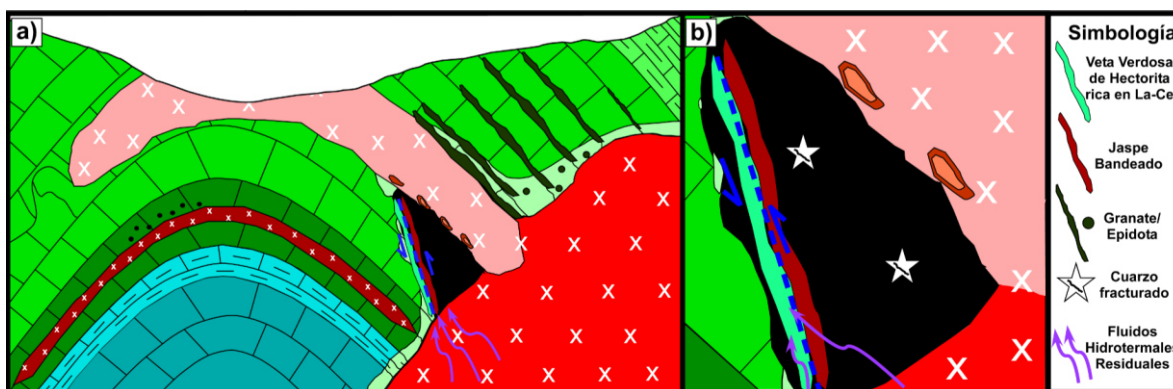 a)
b)
Simbología
Veta Verdosa
de Hectorita
rica en La-Ce
Jaspe
Bandeado
Granate/
Epidota
Cuarzo
fracturado
Fluidos
Hidrotermales
Residuales